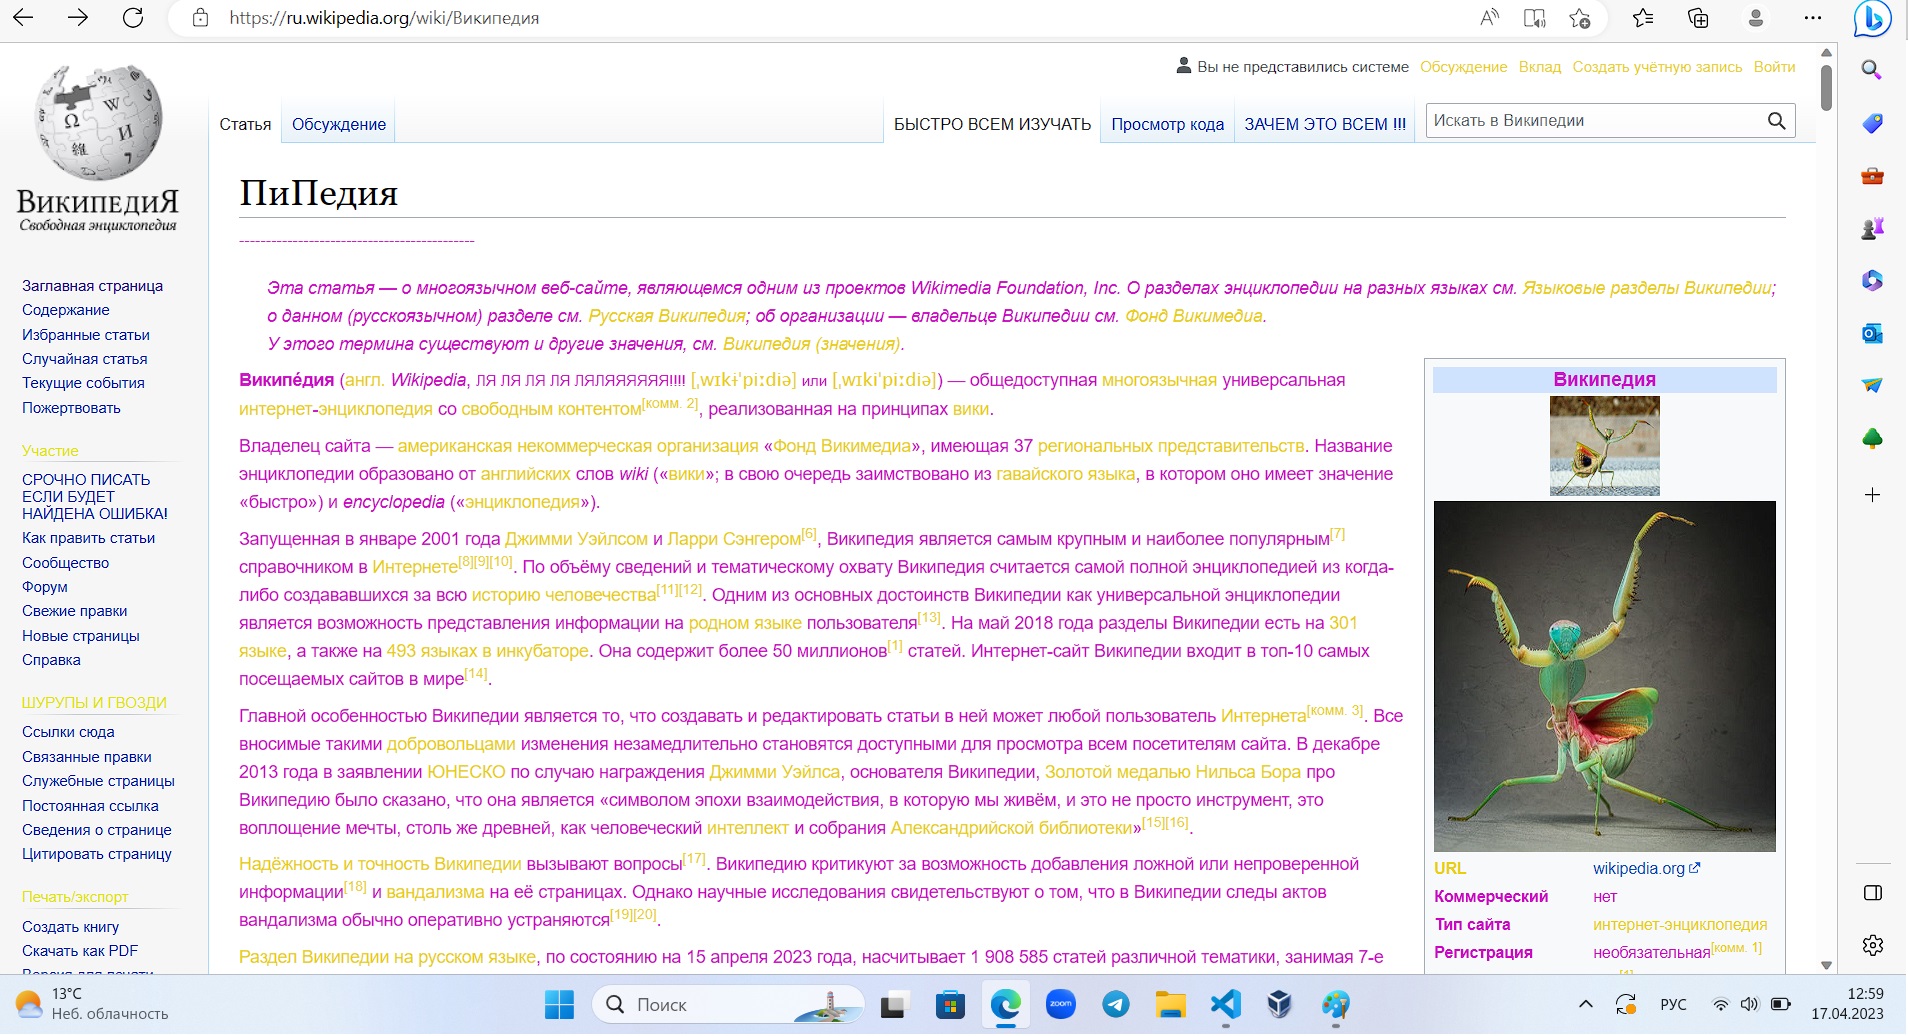 https://ru.wikipedia.org/wiki/Википедия
Вы не представились системе Обсуждение Вклад Создать учётную запись Войти
Статья Обсуждение БЫСТРО ВСЕМ ИЗУЧАТЬ Просмотр кода ЗАЧЕМ ЭТО ВСЕМ !!! Искать в Википедии
ВИКИПЕДИЯ
Свободная энциклопедия
Заглавная страница
Содержание
Избранные статьи
Случайная статья
Текущие события
Пожертвовать
Участие
СРОЧНО ПИСАТЬ
ЕСЛИ БУДЕТ
НАЙДЕНА ОШИБКА!
Как править статьи
Сообщество
Форум
Свежие правки
Новые страницы
Справка
ШУРУПЫ И ГВОЗДИ
Ссылки сюда
Связанные правки
Служебные страницы
Постоянная ссылка
Сведения о странице
Цитировать страницу
Печать/экспорт
Создать книгу
Скачать как PDF
Версия для печати
ПиПедия
--------------------------------------------
Эта статья — о многоязычном веб-сайте, являющемся одним из проектов Wikimedia Foundation, Inc. О разделах энциклопедии на разных языках см. Языковые разделы Википедии;
о данном (русскоязычном) разделе см. Русская Википедия; об организации — владельце Википедии см. Фонд Викимедиа.
У этого термина существуют и другие значения, см. Википедия (значения).
Википе́дия (англ. Wikipedia, ЛЯ ЛЯ ЛЯ ЛЯ ЛЯЛЯЯЯЯЯЯ!!!! [ˌwɪkɨˈpiːdiə] или [ˌwɪkiˈpiːdiə]) — общедоступная многоязычная универсальная
интернет-энциклопедия со свободным контентом[комм. 2], реализованная на принципах вики.
Владелец сайта — американская некоммерческая организация «Фонд Викимедиа», имеющая 37 региональных представительств. Название
энциклопедии образовано от английских слов wiki («вики»; в свою очередь заимствовано из гавайского языка, в котором оно имеет значение
«быстро») и encyclopedia («энциклопедия»).
Запущенная в январе 2001 года Джимми Уэйлсом и Ларри Сэнгером[6], Википедия является самым крупным и наиболее популярным[7]
справочником в Интернете[8][9][10]. По объёму сведений и тематическому охвату Википедия считается самой полной энциклопедией из когда-
либо создававшихся за всю историю человечества[11][12]. Одним из основных достоинств Википедии как универсальной энциклопедии
является возможность представления информации на родном языке пользователя[13]. На май 2018 года разделы Википедии есть на 301
языке, а также на 493 языках в инкубаторе. Она содержит более 50 миллионов[1] статей. Интернет-сайт Википедии входит в топ-10 самых
посещаемых сайтов в мире[14].
Главной особенностью Википедии является то, что создавать и редактировать статьи в ней может любой пользователь Интернета[комм. 3]. Все
вносимые такими добровольцами изменения незамедлительно становятся доступными для просмотра всем посетителям сайта. В декабре
2013 года в заявлении ЮНЕСКО по случаю награждения Джимми Уэйлса, основателя Википедии, Золотой медалью Нильса Бора про
Википедию было сказано, что она является «символом эпохи взаимодействия, в которую мы живём, и это не просто инструмент, это
воплощение мечты, столь же древней, как человеческий интеллект и собрания Александрийской библиотеки»[15][16].
Надёжность и точность Википедии вызывают вопросы[17]. Википедию критикуют за возможность добавления ложной или непроверенной
информации[18] и вандализма на её страницах. Однако научные исследования свидетельствуют о том, что в Википедии следы актов
вандализма обычно оперативно устраняются[19][20].
Раздел Википедии на русском языке, по состоянию на 15 апреля 2023 года, насчитывает 1 908 585 статей различной тематики, занимая 7-е
Википедия
URL wikipedia.org
Коммерческий нет
Тип сайта интернет-энциклопедия
Регистрация необязательная[комм. 1]
[1]
13°C
Неб. облачность
Поиск
zoom
РУС
12:59
17.04.2023